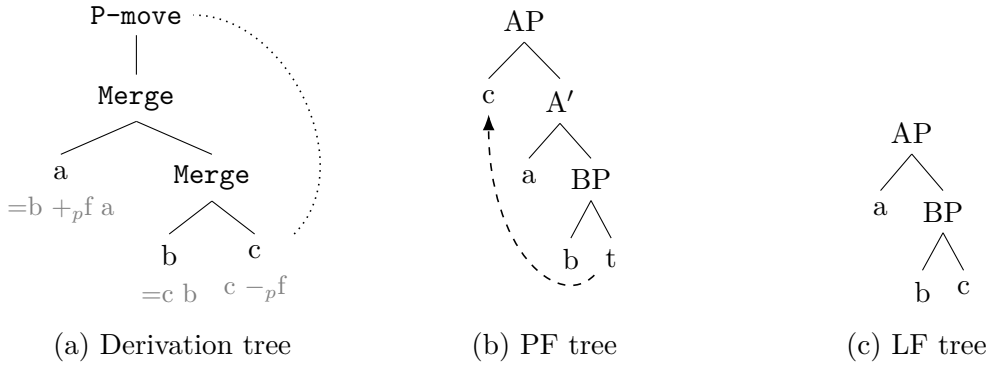 P-move
Merge
a
=b +ₚf a
Merge
b
=c b
c
c −ₚf
(a) Derivation tree
AP
c
A′
a
BP
b
t
(b) PF tree
AP
a
BP
b
c
(c) LF tree